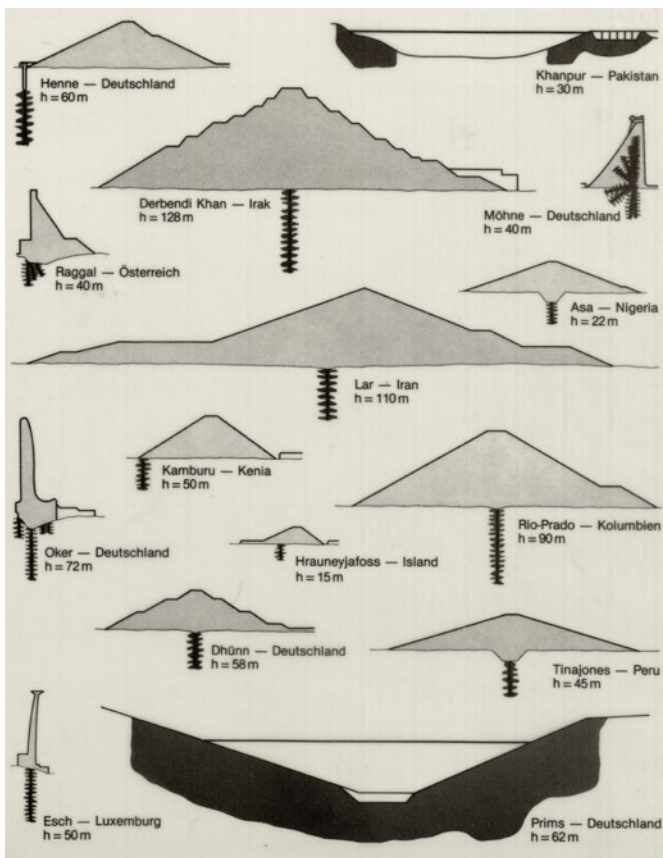 Henne — Deutschland
h = 60 m
Khanpur — Pakistan
h = 30 m
Derbendi Khan — Irak
h = 128 m
Möhne — Deutschland
h = 40 m
Raggal — Österreich
h = 40 m
Asa — Nigeria
h = 22 m
Lar — Iran
h = 110 m
Kamburu — Kenia
h = 50 m
Rio-Prado — Kolumbien
h = 90 m
Oker — Deutschland
h = 72 m
Hrauneyjafoss — Island
h = 15 m
Dhünn — Deutschland
h = 58 m
Tinajones — Peru
h = 45 m
Esch — Luxemburg
h = 50 m
Prims — Deutschland
h = 62 m